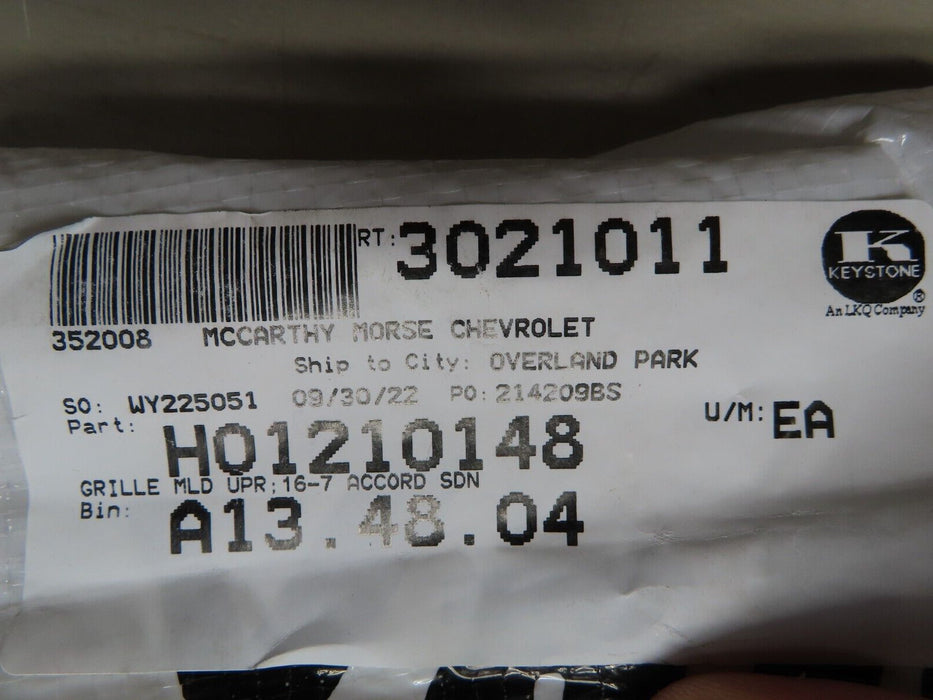 RT: 3021011
K
KEYSTONE®
An LKQ Company
352008 MCCARTHY MORSE CHEVROLET
Ship to City: OVERLAND PARK
SO: WY225051 09/30/22 PO: 214209BS
U/M: EA
Part: HO1210148
GRILLE MLD UPR;16-7 ACCORD SDN
Bin: A13.48.04